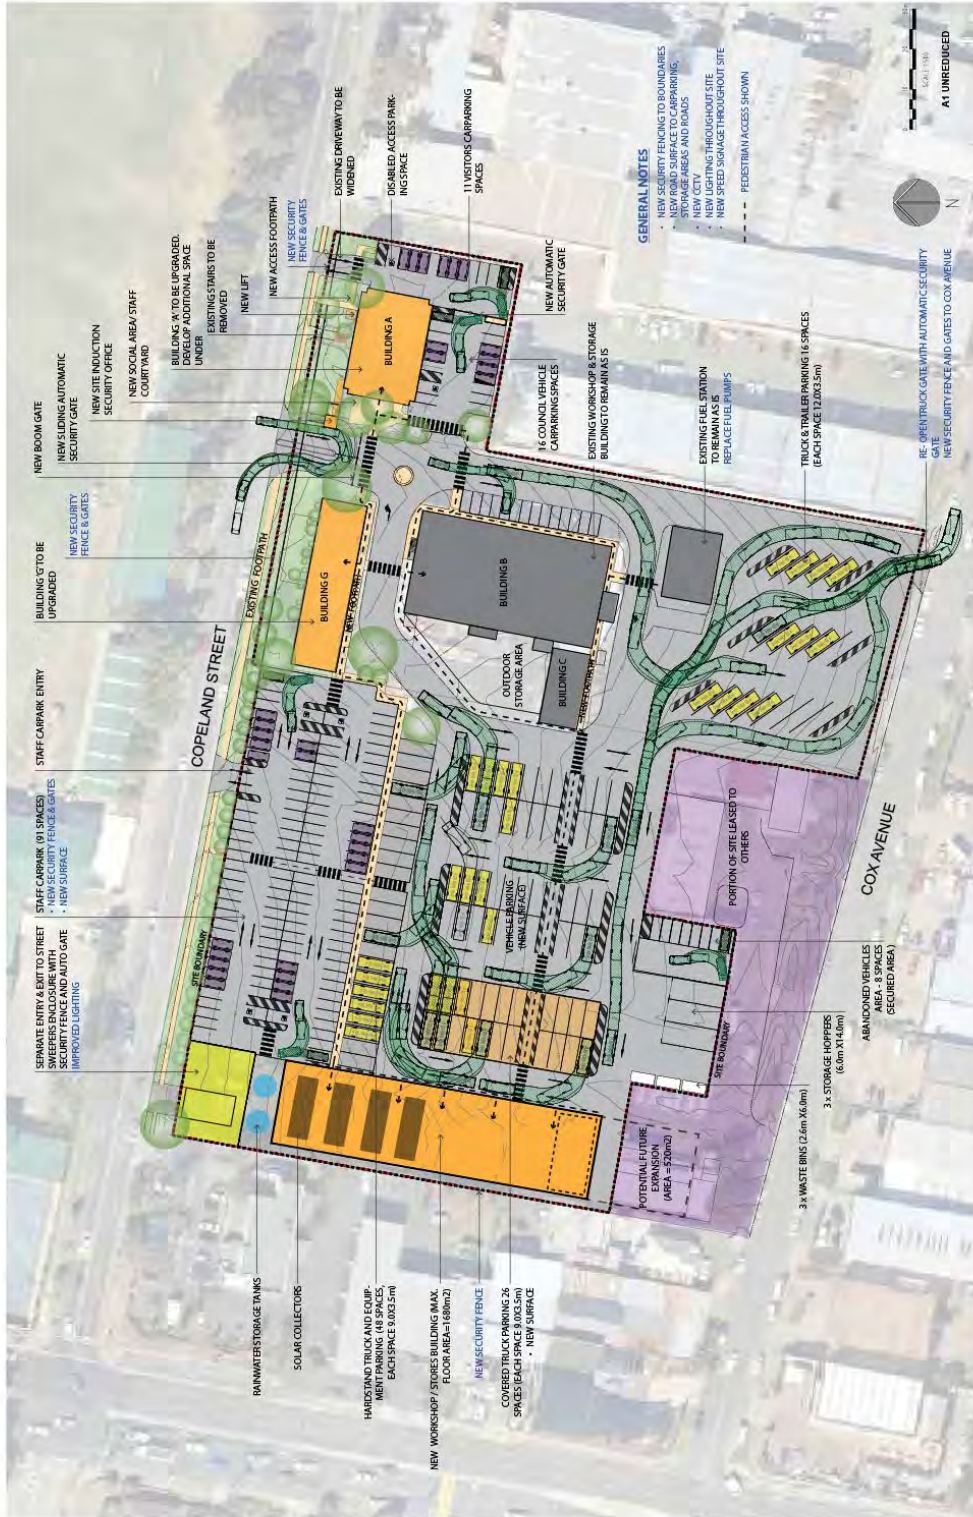 SEPARATE ENTRY & EXIT TO STREET
SWEEPERS ENCLOSURE WITH
SECURITY FENCE AND AUTO GATE
IMPROVED LIGHTING
STAFF CARPARK (91 SPACES)
• NEW SECURITY FENCE & GATES
• NEW SURFACE
STAFF CARPARK ENTRY
BUILDING 'G' TO BE
UPGRADED
NEW SECURITY
FENCE & GATES
NEW BOOM GATE
NEW SLIDING AUTOMATIC
SECURITY GATE
NEW SITE INDUCTION
SECURITY OFFICE
NEW SOCIAL AREA/ STAFF
COURTYARD
BUILDING 'A' TO BE UPGRADED.
DEVELOP ADDITIONAL SPACE
UNDER
EXISTING STAIRS TO BE
REMOVED
NEW LIFT
NEW ACCESS FOOTPATH
NEW SECURITY
FENCE & GATES
EXISTING DRIVEWAY TO BE
WIDENED
DISABLED ACCESS PARK-
ING SPACE
11 VISITORS CARPARKING
SPACES
COPELAND STREET
EXISTING FOOTPATH
SITE BOUNDARY
BUILDING G
NEW FOOTPATH
BUILDING A
NEW AUTOMATIC
SECURITY GATE
16 COUNCIL VEHICLE
CARPARKING SPACES
EXISTING WORKSHOP & STORAGE
BUILDING TO REMAIN AS IS
BUILDING B
OUTDOOR
STORAGE AREA
BUILDING C
NEW FOOTPATH
EXISTING FUEL STATION
TO REMAIN AS IS
REPLACE FUEL PUMPS
TRUCK & TRAILER PARKING 16 SPACES
(EACH SPACE 12.0X3.5m)
RE- OPEN TRUCK GATE WITH AUTOMATIC SECURITY
GATE
NEW SECURITY FENCE AND GATES TO COX AVENUE
VEHICLE PARKING
(NEW SURFACE)
PORTION OF SITE LEASED TO
OTHERS
COX AVENUE
SITE BOUNDARY
POTENTIAL FUTURE
EXPANSION
(AREA = 520m2)
ABANDONED VEHICLES
AREA - 8 SPACES
(SECURED AREA)
3 x STORAGE HOPPERS
(6.0m X14.0m)
3 x WASTE BINS (2.6m X6.0m)
RAINWATER STORAGE TANKS
SOLAR COLLECTORS
HARDSTAND TRUCK AND EQUIP-
MENT PARKING (48 SPACES,
EACH SPACE 9.0X3.5m)
NEW WORKSHOP / STORES BUILDING (MAX.
FLOOR AREA=1680m2)
NEW SECURITY FENCE
COVERED TRUCK PARKING 26
SPACES (EACH SPACE 9.0X3.5m)
• NEW SURFACE
GENERAL NOTES
• NEW SECURITY FENCING TO BOUNDARIES
• NEW ROAD SURFACE TO CARPARKING,
STORAGE AREAS AND ROADS
• NEW CCTV
• NEW LIGHTING THROUGHOUT SITE
• NEW SPEED SIGNAGE THROUGHOUT SITE
PEDESTRIAN ACCESS SHOWN
N
A1 UNREDUCED